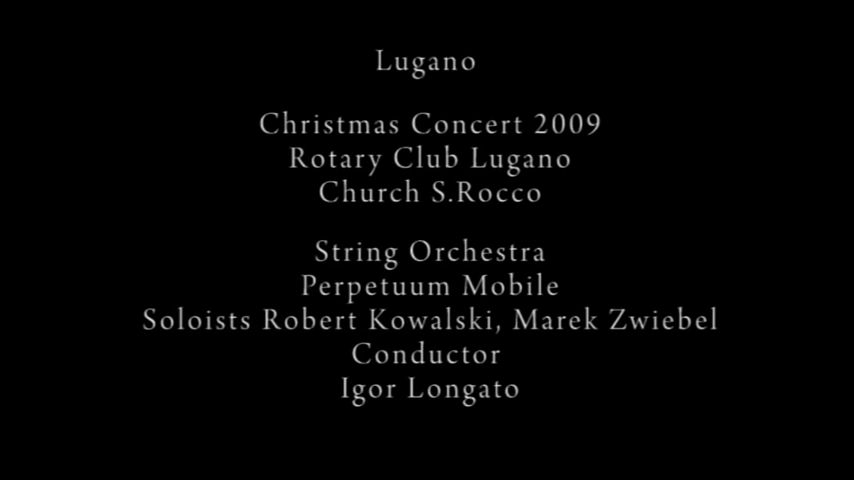 Lugano
Christmas Concert 2009
Rotary Club Lugano
Church S.Rocco
String Orchestra
Perpetuum Mobile
Soloists Robert Kowalski, Marek Zwiebel
Conductor
Igor Longato